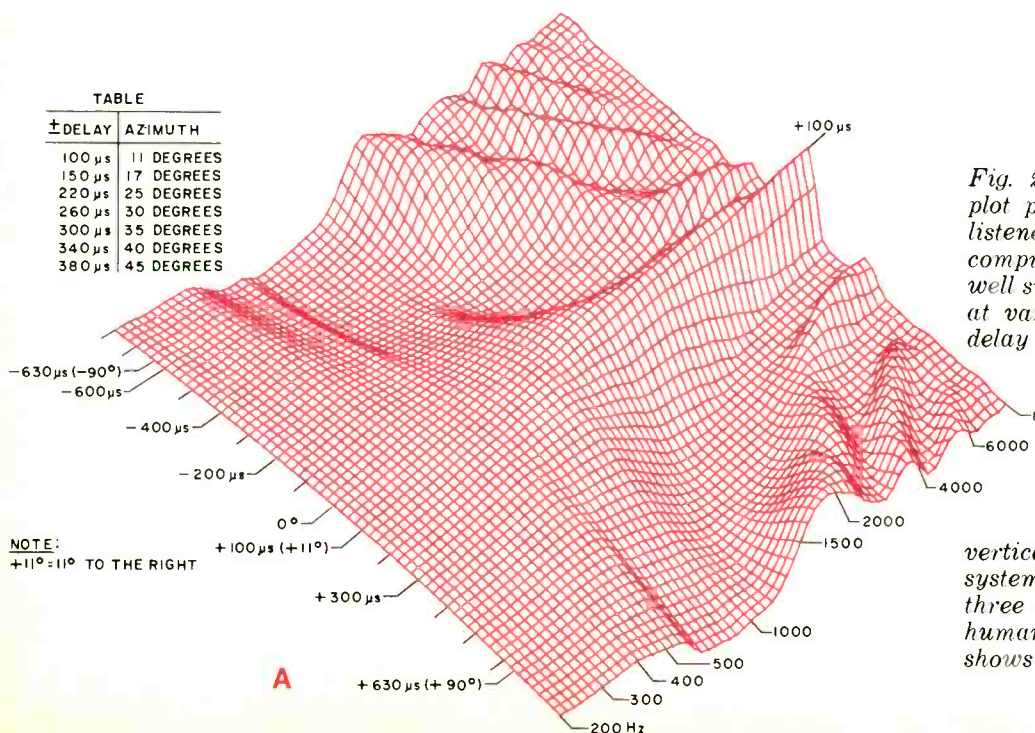 TABLE
±DELAY AZIMUTH
100 µs 11 DEGREES
150 µs 17 DEGREES
220 µs 25 DEGREES
260 µs 30 DEGREES
300 µs 35 DEGREES
340 µs 40 DEGREES
380 µs 45 DEGREES
+100 µs
−630 µs (−90°)
−600 µs
−400 µs
−200 µs
0°
+100 µs (+11°)
+300 µs
+630 µs (+90°)
NOTE:
+11°=11° TO THE RIGHT
A
200 Hz
300
400
500
1000
1500
2000
4000
6000
Fig.
plot
listene
compu
well
at va
delay
vertic
system
three
human
shows